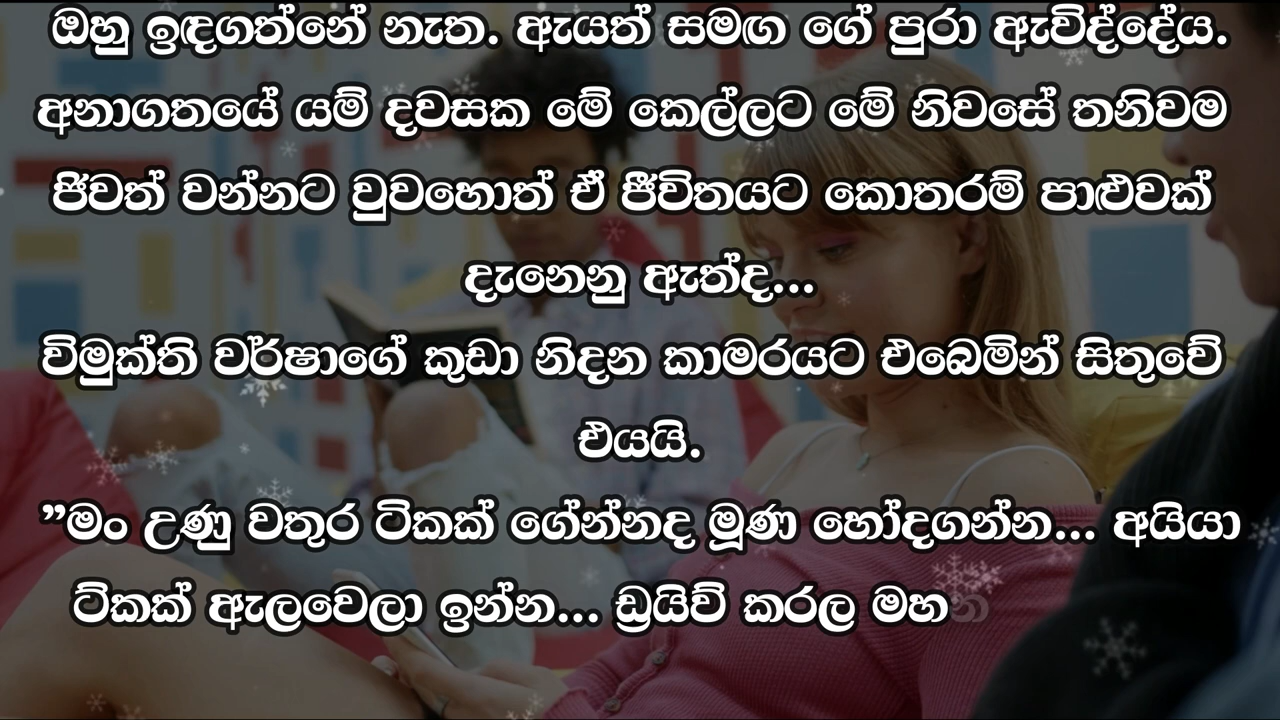 ඔහු ඉඳගත්නේ නැත. ඇයත් සමඟ ගේ පුරා ඇවිද්දේය.
අනාගතයේ යම් දවසක මේ කෙල්ලට මේ නිවසේ තනිවම
ජිවත් වන්නට වුවහොත් ඒ ජීවිතයට කොතරම් පාළුවක්
දැනෙනු ඇත්ද...
විමුක්ති වර්ෂාගේ කුඩා නිදන කාමරයට එබෙමින් සිතුවේ
එයයි.
”මං උණු වතුර ටිකක් ගේන්නද මූණ හෝදගන්න... අයියා
ට්කක් ඇලවෙලා ඉන්න... ඩ්‍රයිව් කරල මහන